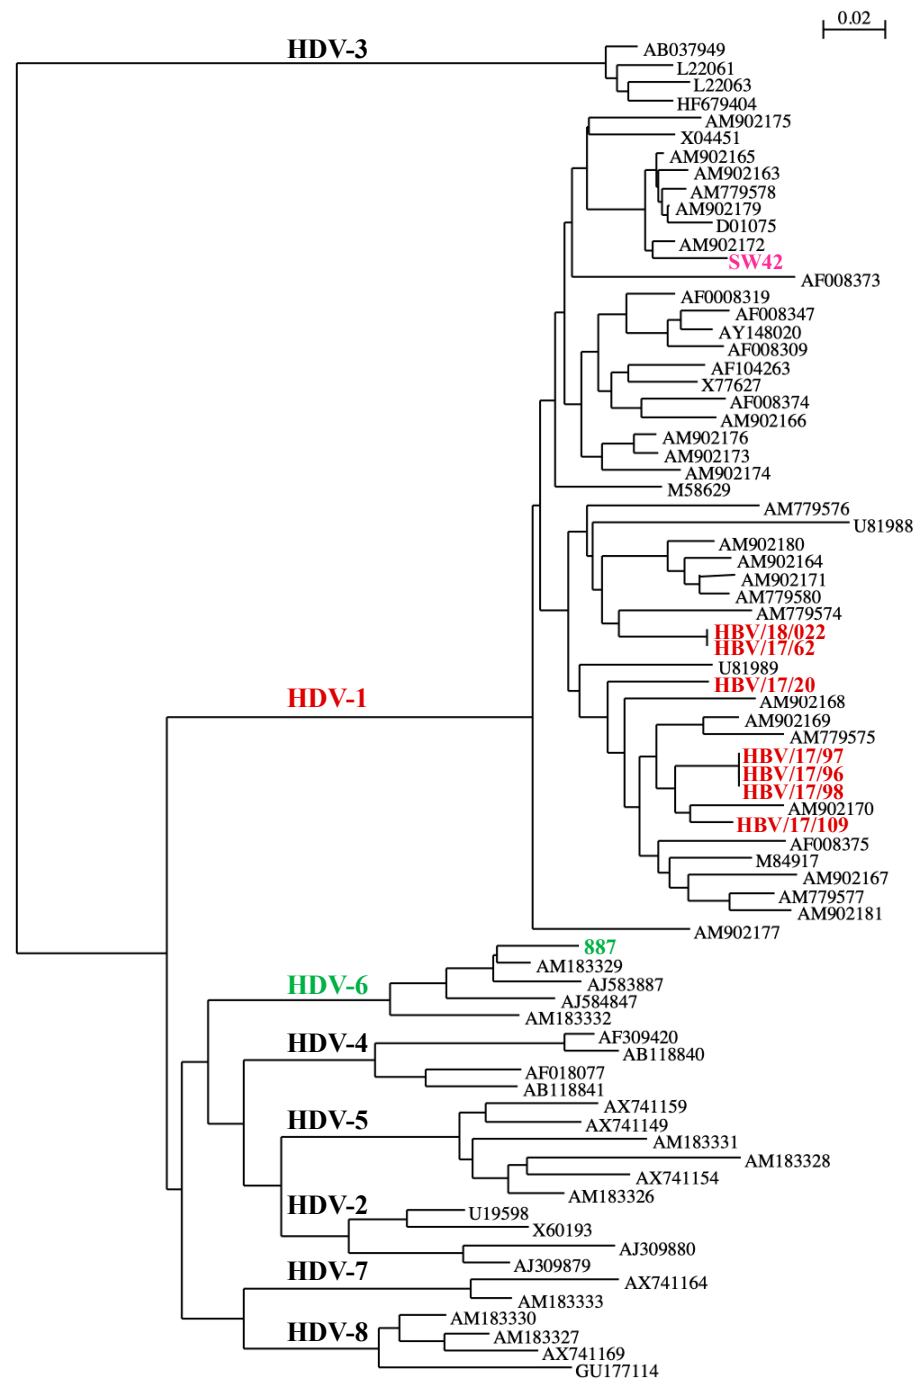 0.02
HDV-3
AB037949
L22061
L22063
HF679404
AM902175
X04451
AM902165
AM902163
AM779578
AM902179
D01075
AM902172
SW42
AF008373
AF0008319
AF008347
AY148020
AF008309
AF104263
X77627
AF008374
AM902166
AM902176
AM902173
AM902174
M58629
AM779576
U81988
AM902180
AM902164
AM902171
AM779580
AM779574
HBV/18/022
HBV/17/62
U81989
HBV/17/20
HDV-1
AM902168
AM902169
AM779575
HBV/17/97
HBV/17/96
HBV/17/98
AM902170
HBV/17/109
AF008375
M84917
AM902167
AM779577
AM902181
AM902177
887
AM183329
HDV-6
AJ583887
AJ584847
AM183332
HDV-4
AF309420
AB118840
AF018077
AB118841
HDV-5
AX741159
AX741149
AM183331
AM183328
AX741154
AM183326
HDV-2
U19598
X60193
AJ309880
AJ309879
HDV-7
AX741164
AM183333
HDV-8
AM183330
AM183327
AX741169
GU177114